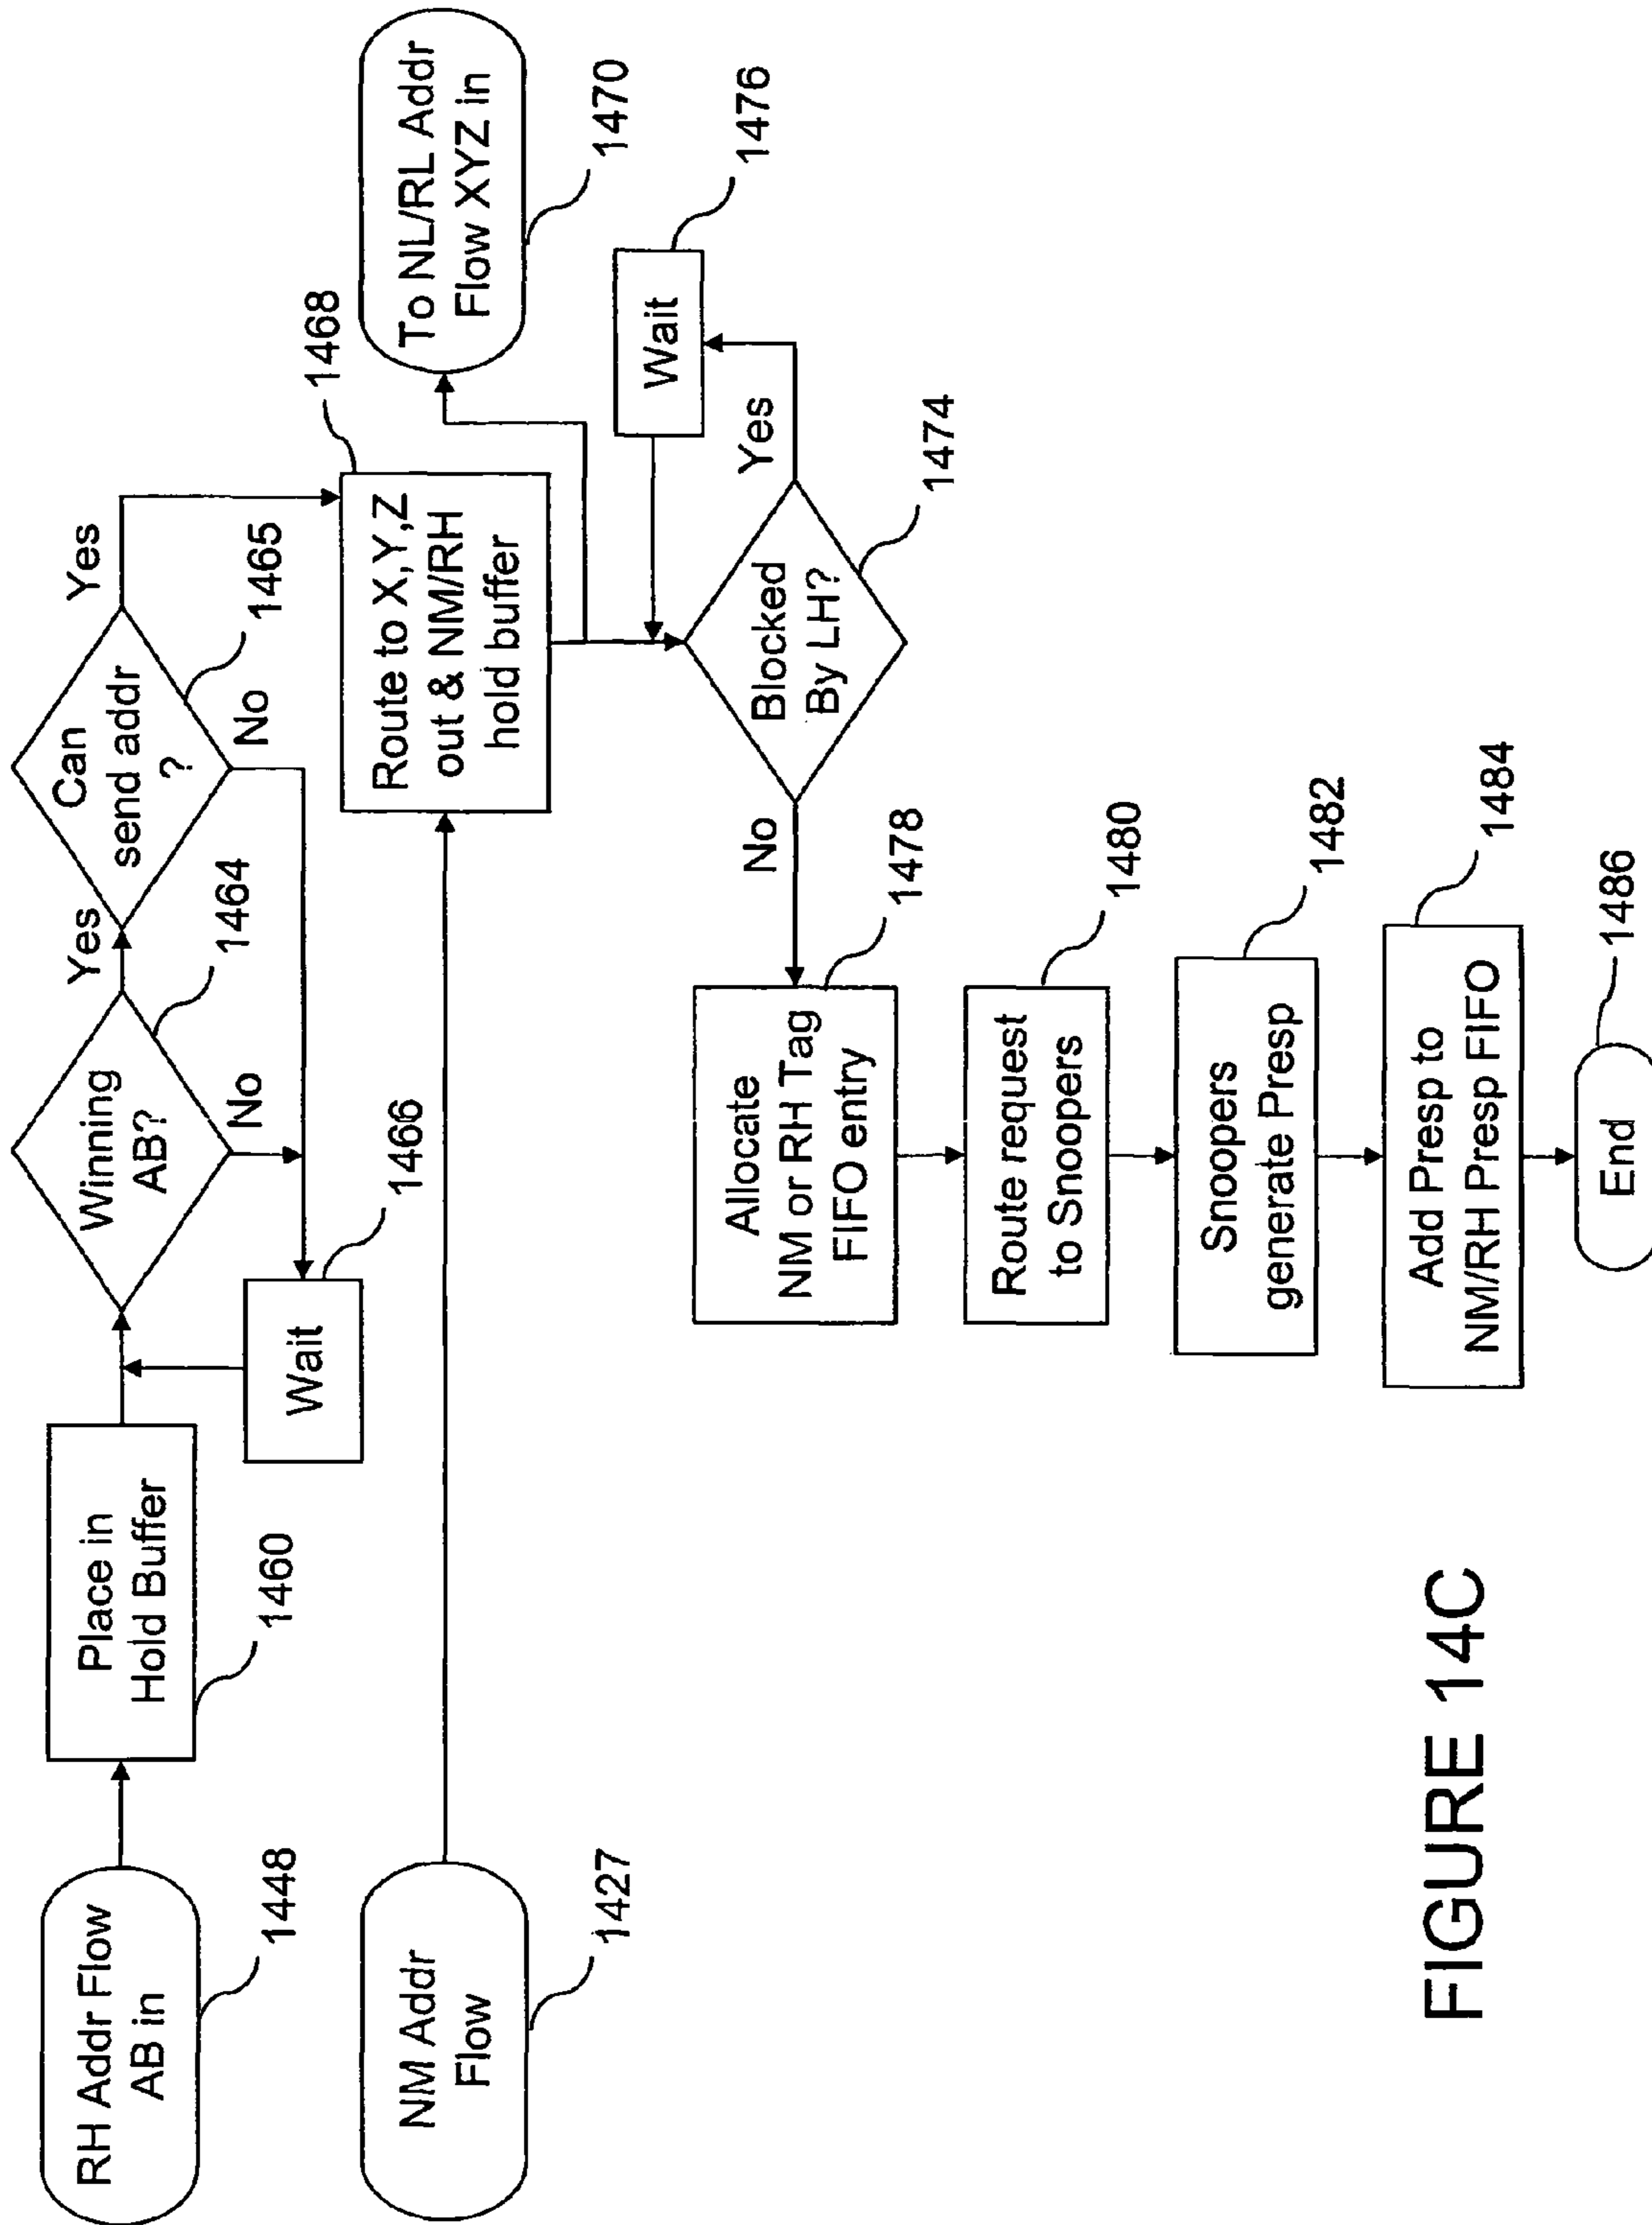 RH Addr Flow
AB in
1448
Place in
Hold Buffer
1460
Winning
AB?
1464
Yes
No
Can
send addr
?
1465
Yes
No
Wait
1466
NM Addr
Flow
1427
Route to X,Y,Z
out & NM/RH
hold buffer
1468
To NL/RL Addr
Flow XYZ in
1470
Blocked
By LH?
1474
Yes
Wait
1476
No
Allocate
NM or RH Tag
FIFO entry
1478
Route request
to Snoopers
1480
Snoopers
generate Presp
1482
Add Presp to
NM/RH Presp FIFO
1484
End
1486
FIGURE 14C